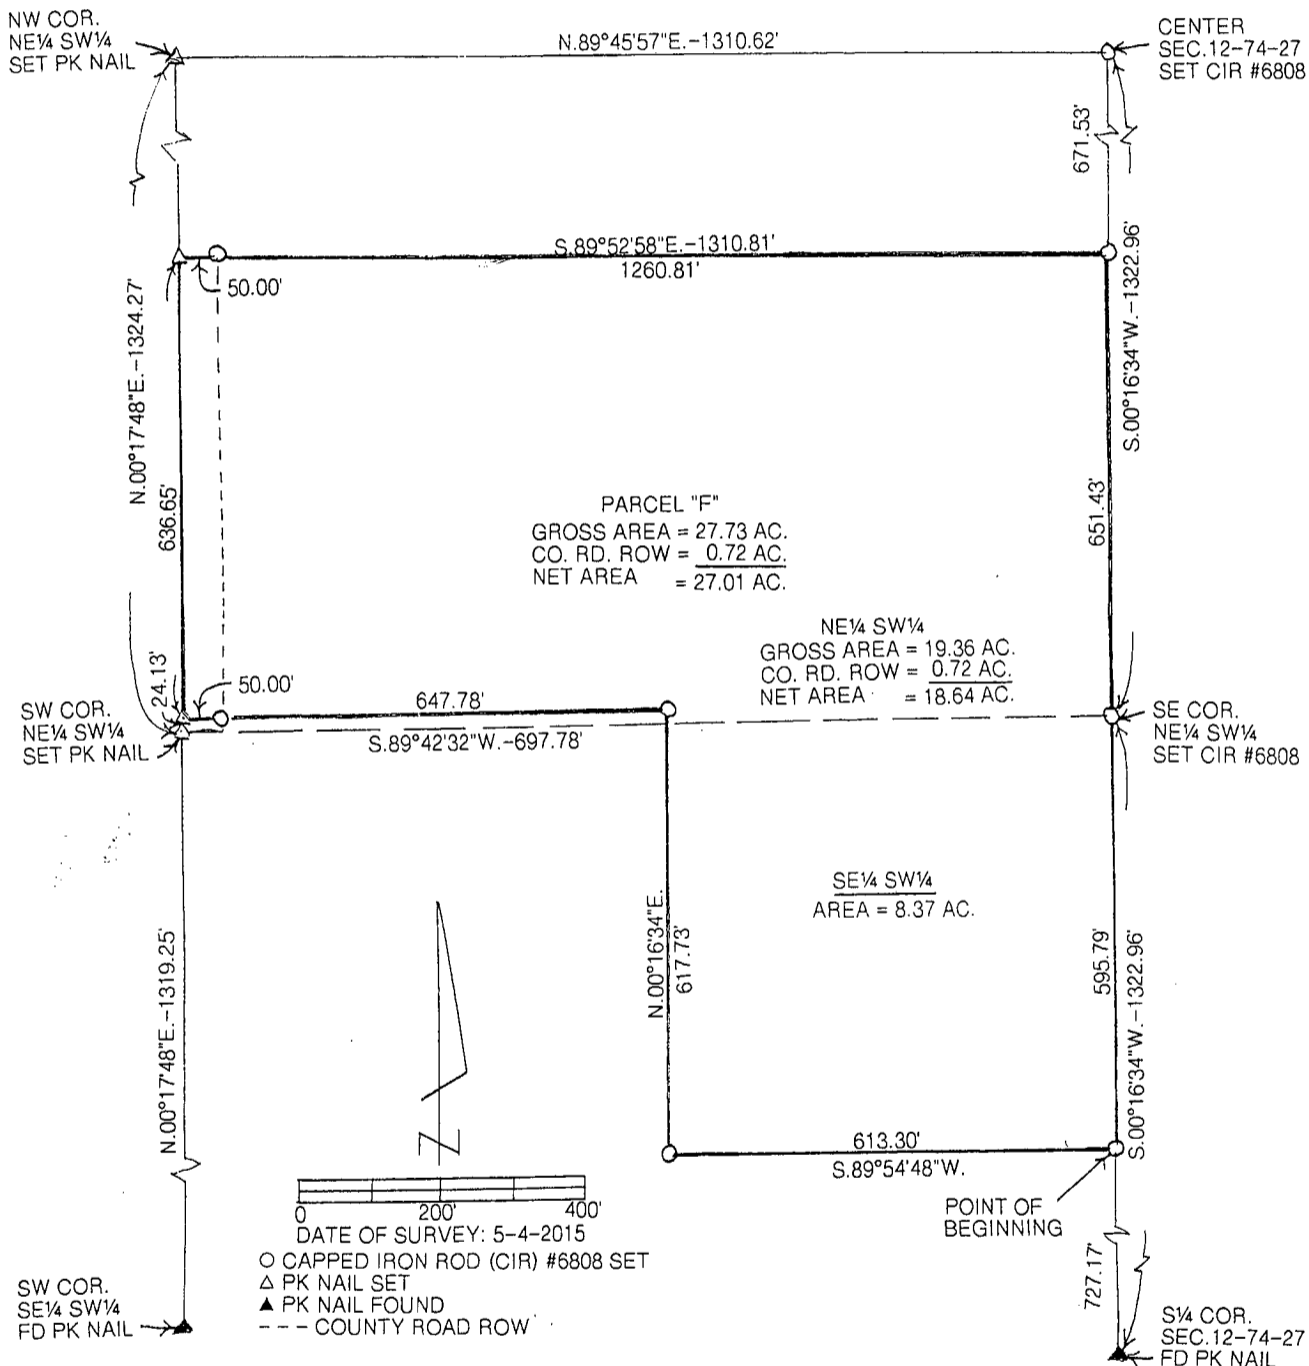 NW COR.
NE¼ SW¼
SET PK NAIL
N.89°45'57"E.-1310.62'
CENTER
SEC.12-74-27
SET CIR #6808
671.53'
S.89°52'58"E.-1310.81'
1260.81'
50.00'
N.00°17'48"E.-1324.27'
S.00°16'34"W.-1322.96'
636.65'
651.43'
PARCEL "F"
GROSS AREA = 27.73 AC.
CO. RD. ROW = 0.72 AC.
NET AREA = 27.01 AC.
NE¼ SW¼
GROSS AREA = 19.36 AC.
CO. RD. ROW = 0.72 AC.
NET AREA = 18.64 AC.
24.13'
50.00'
647.78'
S.89°42'32"W.-697.78'
SW COR.
NE¼ SW¼
SET PK NAIL
SE COR.
NE¼ SW¼
SET CIR #6808
SE¼ SW¼
AREA = 8.37 AC.
N.00°17'48"E.-1319.25'
N.00°16'34"E.
617.73'
595.79'
S.00°16'34"W.-1322.96'
613.30'
S.89°54'48"W.
POINT OF
BEGINNING
N
0 200' 400'
DATE OF SURVEY: 5-4-2015
CAPPED IRON ROD (CIR) #6808 SET
PK NAIL SET
PK NAIL FOUND
--- COUNTY ROAD ROW
727.17'
SW COR.
SE¼ SW¼
FD PK NAIL
S¼ COR.
SEC.12-74-27
FD PK NAIL